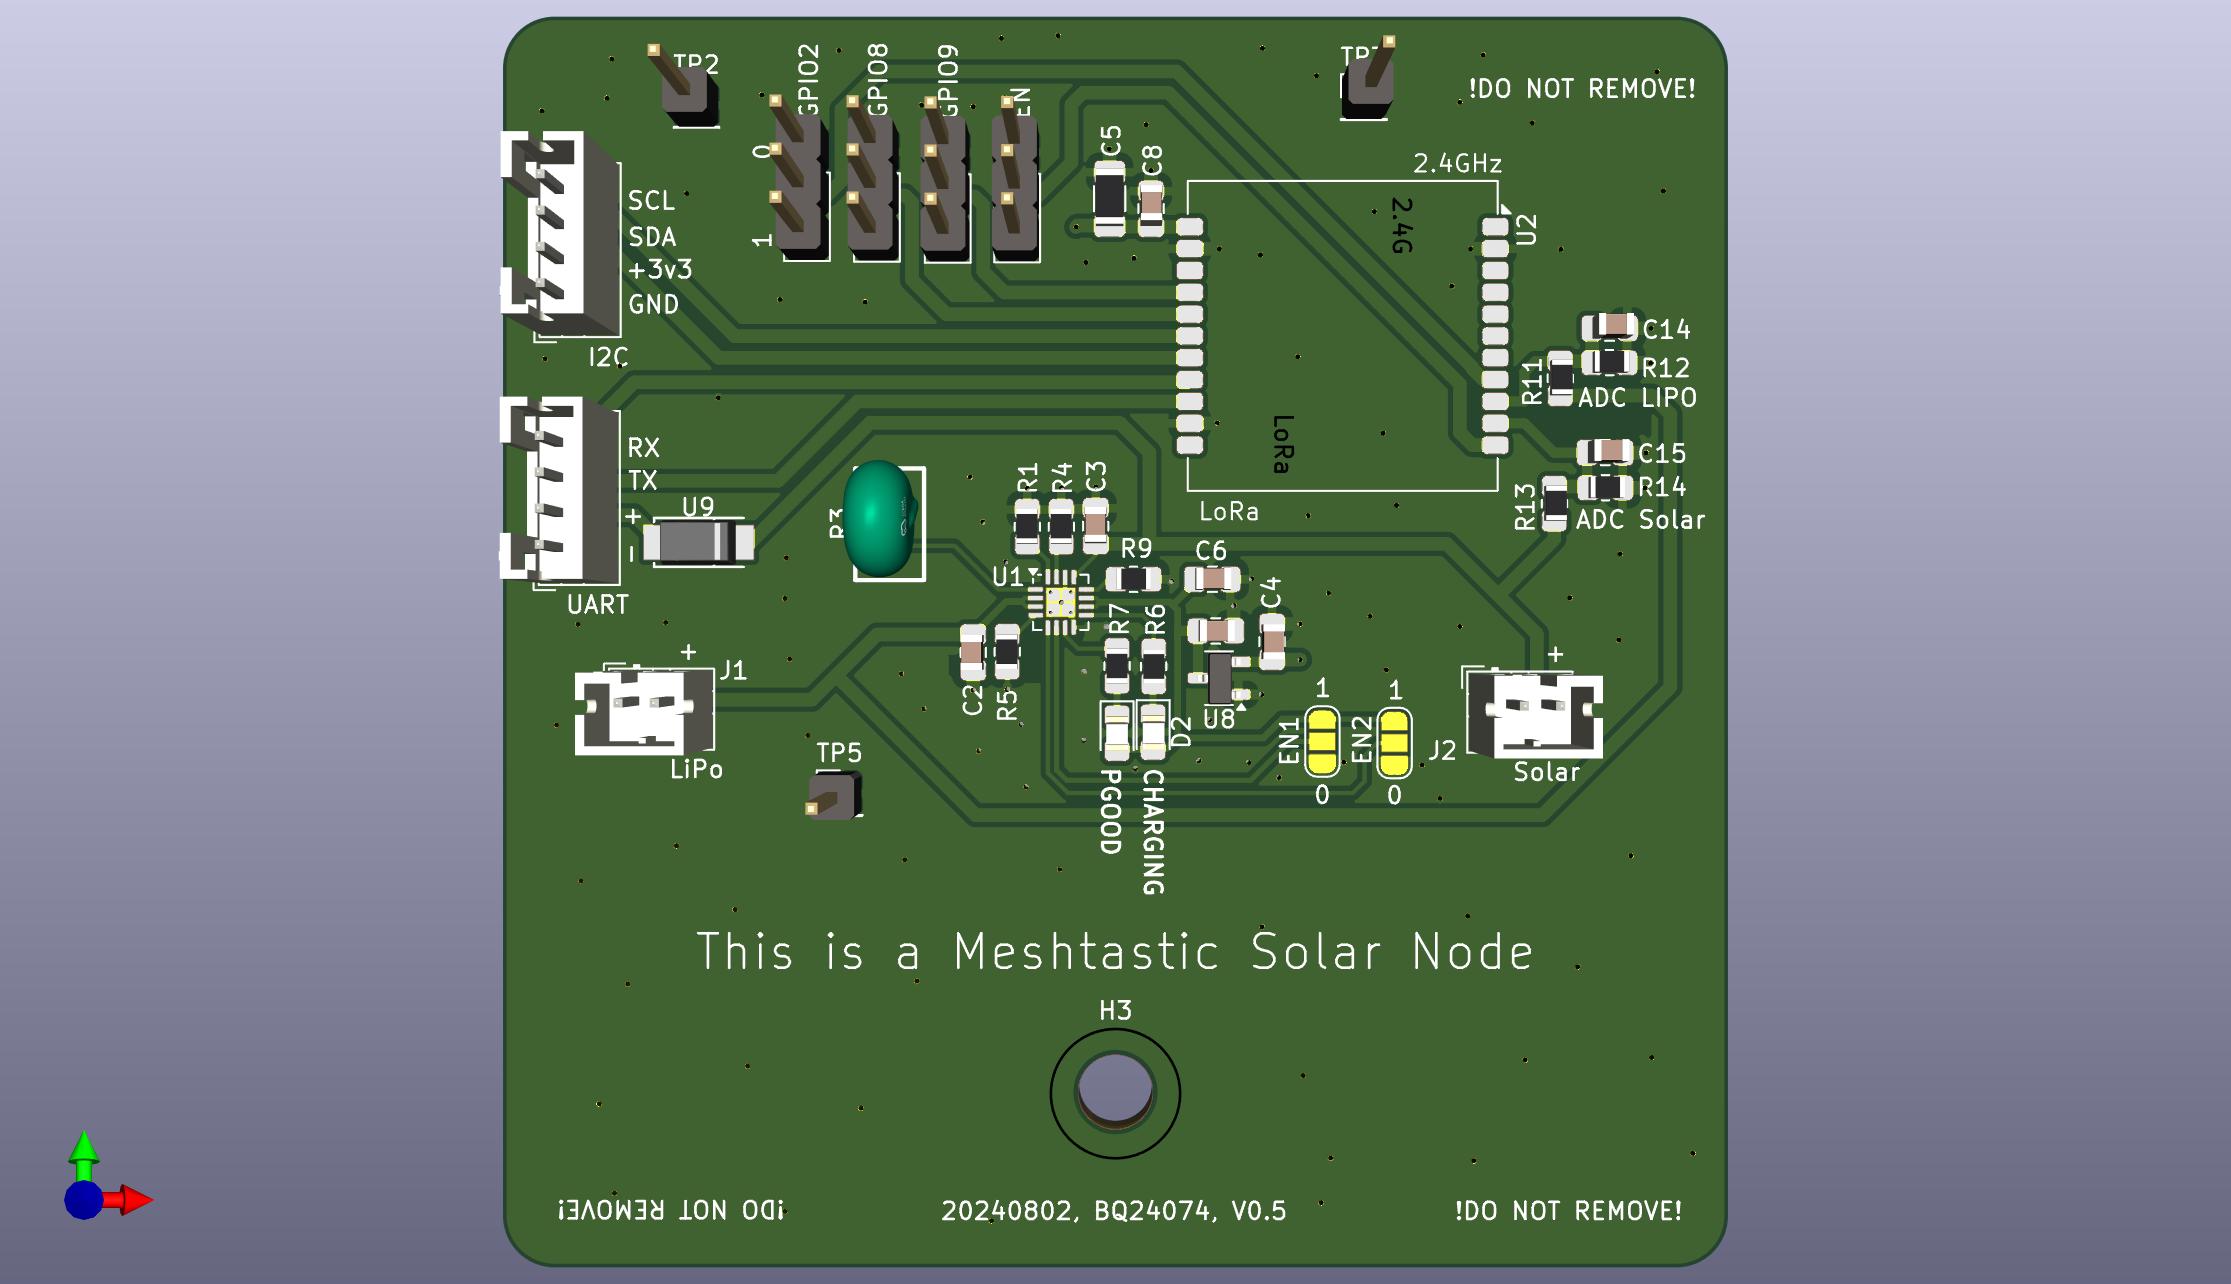 TP2
GPIO2
GPIO8
GPIO9
EN
!DO NOT REMOVE!
0
1
C5
C8
2.4GHz
2.4G
U2
SCL
SDA
+3v3
GND
I2C
C14
R12
R11
ADC LIPO
LoRa
LoRa
C15
R14
R13
ADC Solar
RX
TX
+
-
U9
UART
R3
R1
R4
C3
U1
R9
C6
C4
R7
R6
C2
R5
U8
D2
+
J1
LiPo
TP5
PGOOD
CHARGING
1
EN1
0
1
EN2
0
+
J2
Solar
This is a Meshtastic Solar Node
H3
!DO NOT REMOVE!
20240802, BQ24074, V0.5
!DO NOT REMOVE!